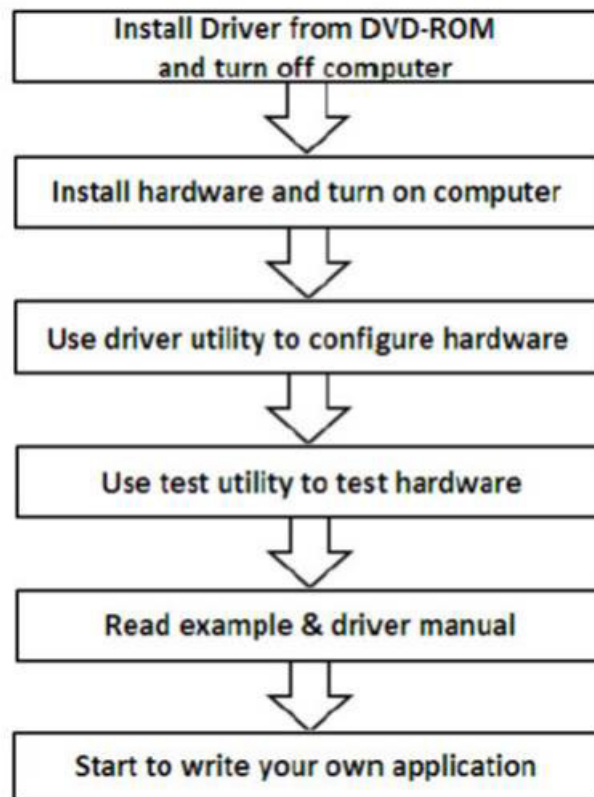 Install Driver from DVD-ROM
and turn off computer
Install hardware and turn on computer
Use driver utility to configure hardware
Use test utility to test hardware
Read example & driver manual
Start to write your own application